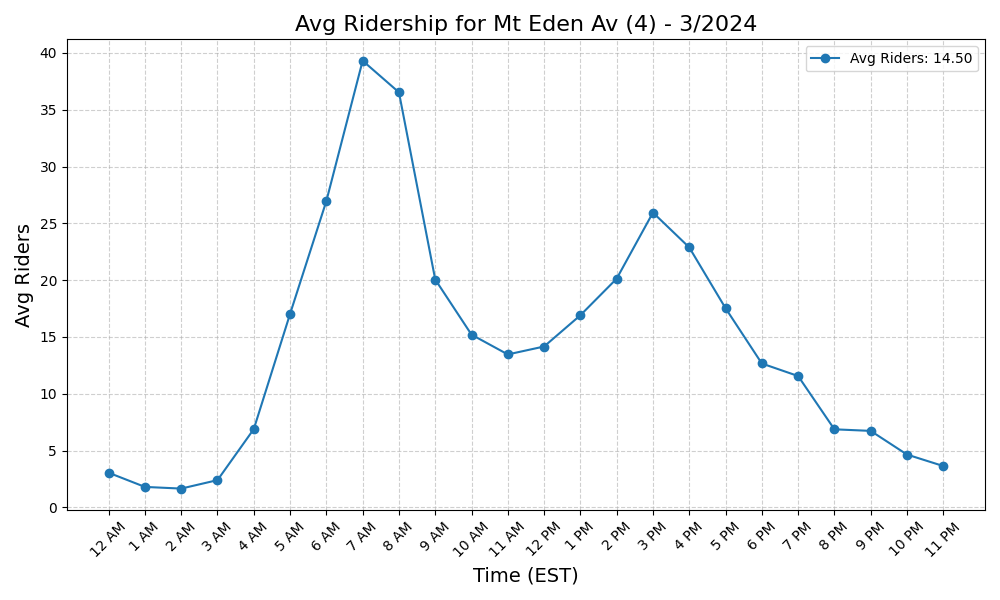 Avg Ridership for Mt Eden Av (4) - 3/2024
Avg Riders: 14.50
Avg Riders
40
35
30
25
20
15
10
5
0
12 AM
1 AM
2 AM
3 AM
4 AM
5 AM
6 AM
7 AM
8 AM
9 AM
10 AM
11 AM
12 PM
1 PM
2 PM
3 PM
4 PM
5 PM
6 PM
7 PM
8 PM
9 PM
10 PM
11 PM
Time (EST)